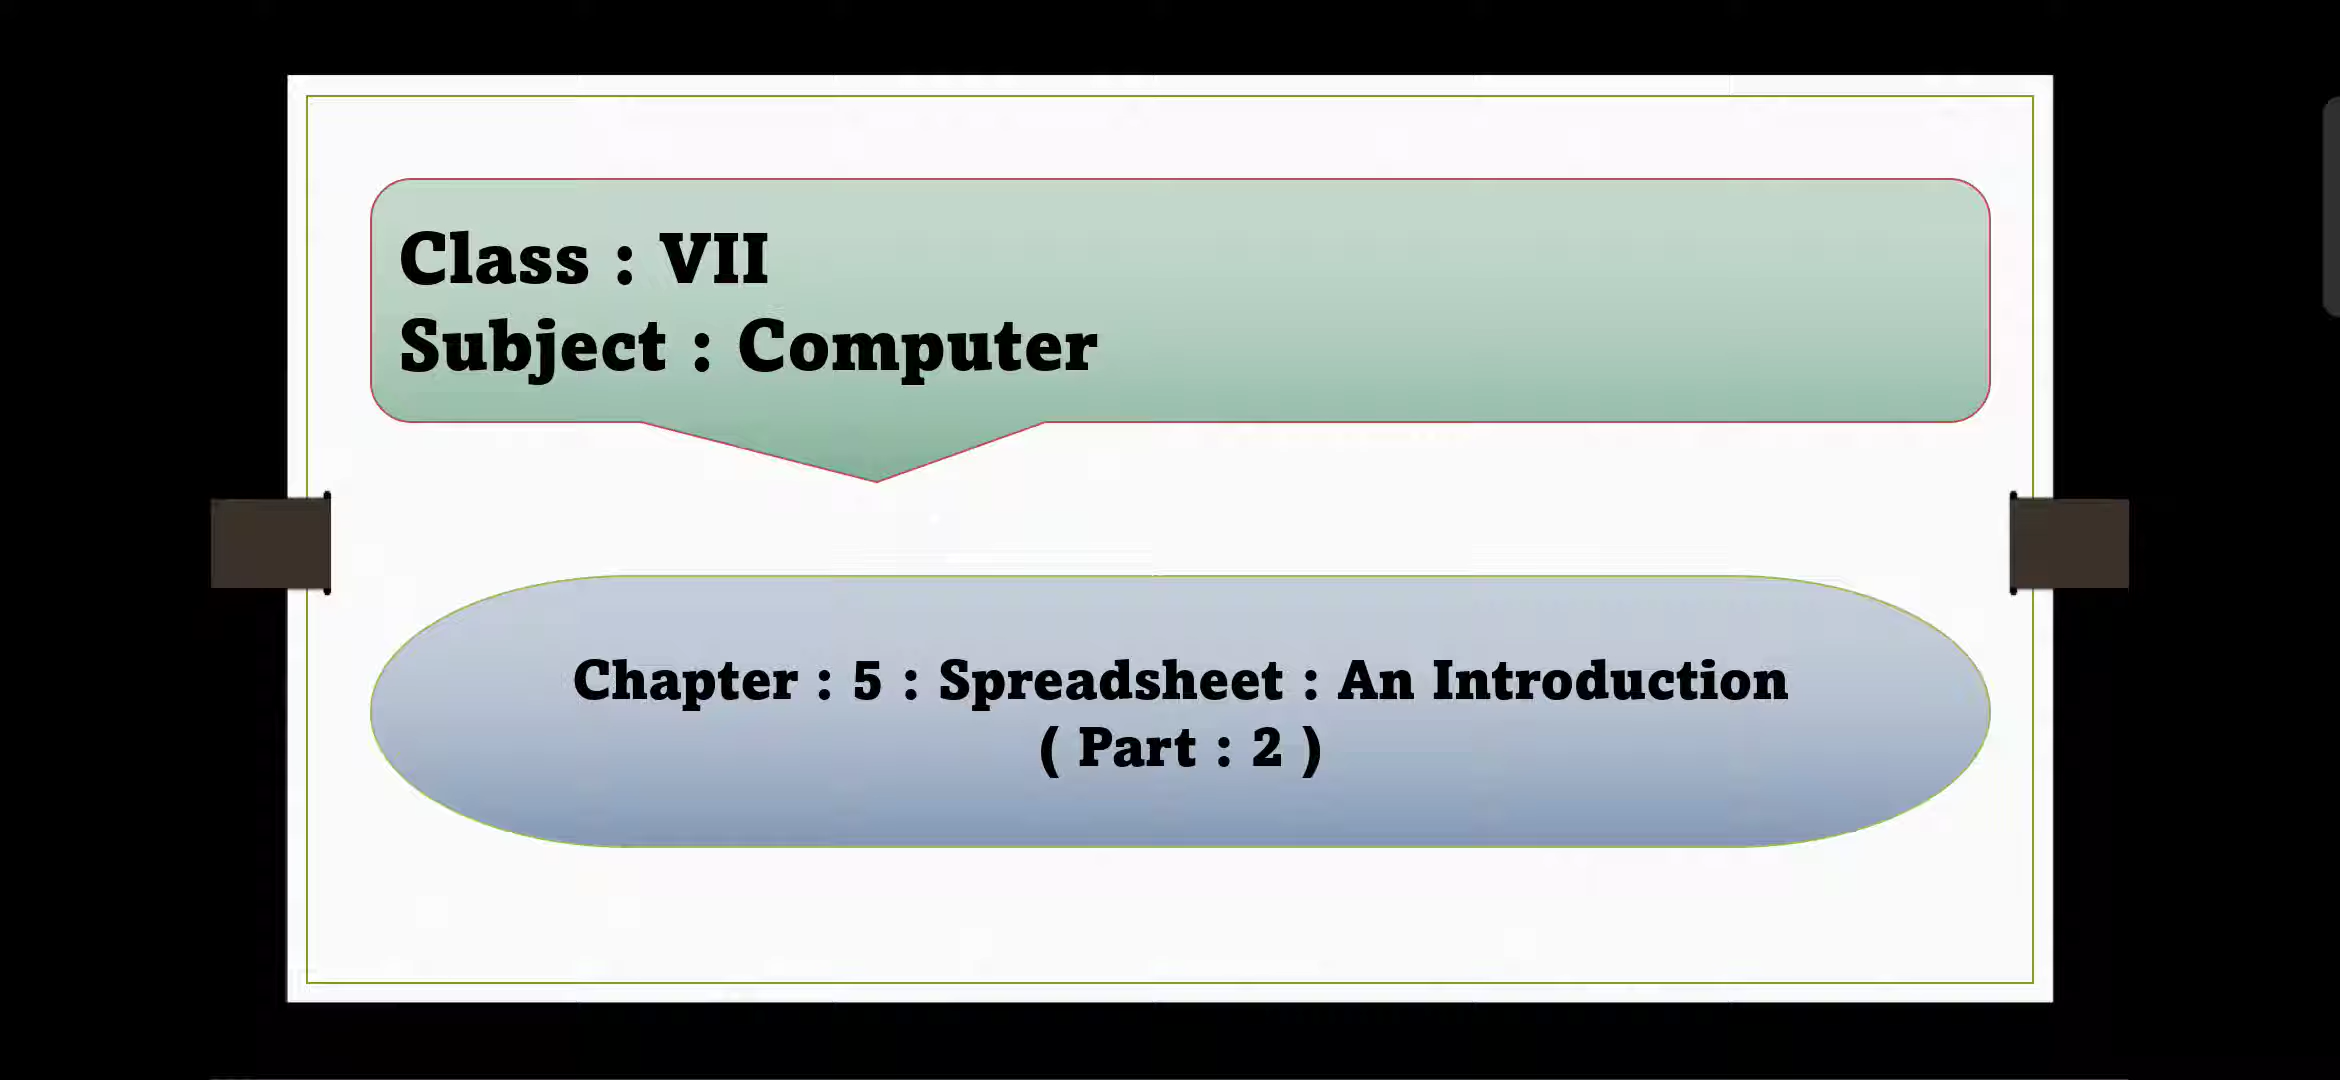 Class : VII
Subject : Computer
Chapter : 5 : Spreadsheet : An Introduction
( Part : 2 )